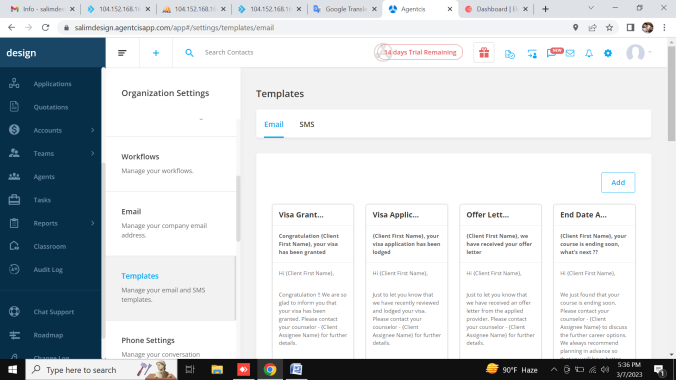 Info - salimdes
104.152.168.16
104.152.168.16
104.152.168.16
Google Transla
Agentcis
Dashboard | E
salimdesign.agentcisapp.com/app#/settings/templates/email
design
Search Contacts
14 days Trial Remaining
NEW
Applications
Quotations
Accounts
Teams
Agents
Tasks
Reports
Classroom
Audit Log
Chat Support
Roadmap
Change Log
Organization Settings
Workflows
Manage your workflows.
Email
Manage your company email
address.
Templates
Manage your email and SMS
templates.
Phone Settings
Manage your conversation
Templates
Email SMS
Add
Visa Grant...
Congratulation {Client
First Name}, your visa
has been granted
Hi {Client First Name},
Congratulation !! We are so
glad to inform you that
your visa has been
granted. Please contact
your counselor - {Client
Assignee Name} for further
details.
Visa Applic...
{Client First Name}, your
visa application has been
lodged
Hi {Client First Name},
Just to let you know that
we have recently reviewed
and lodged your visa.
Please contact your
counselor - {Client
Assignee Name} for further
details.
Offer Lett...
{Client First Name}, we
have received your offer
letter
Hi {Client First Name},
Just to let you know that
we have received an offer
letter from the applied
provider. Please contact
your counselor - {Client
Assignee Name} for further
details.
End Date A...
{Client First Name}, your
course is ending soon,
what's next ??
Hi {Client First Name},
We just found that your
course is ending soon.
Please contact your
counselor - {Client
Assignee Name} to discuss
the further career options.
We always recommend
planning in advance so
Type here to search
90°F Haze
5:36 PM
3/7/2023